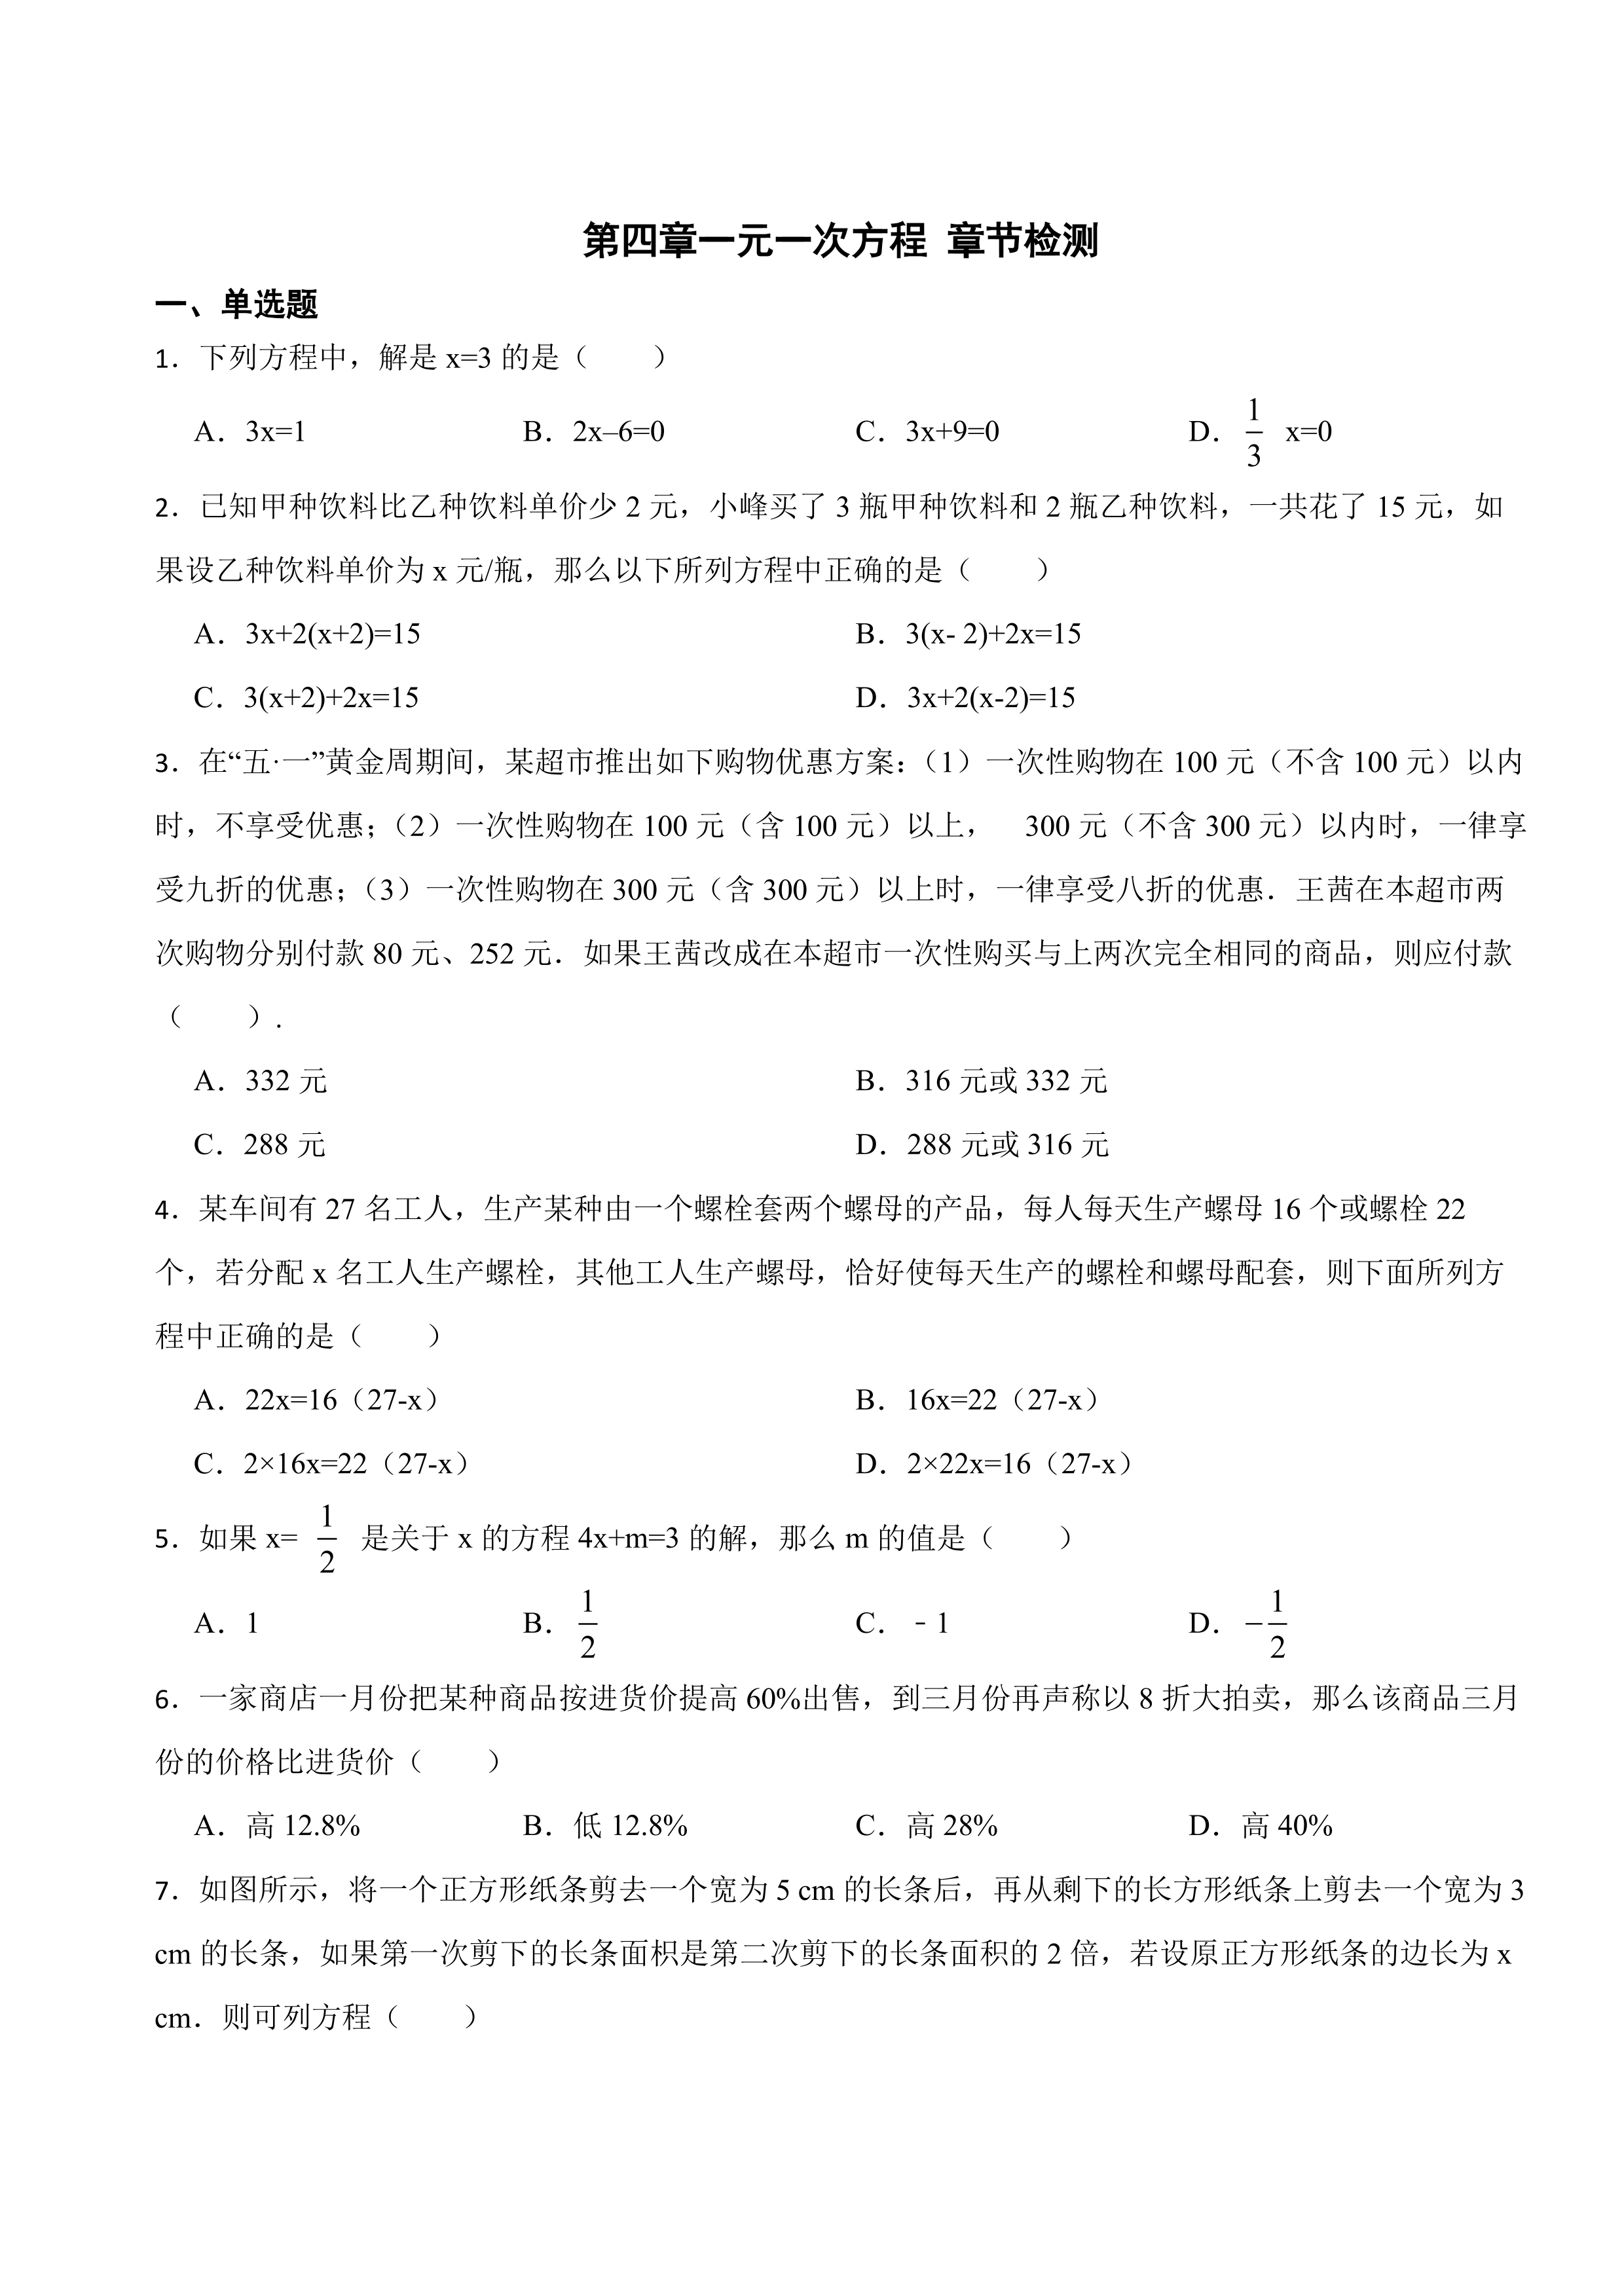 第四章一元一次方程 章节检测
一、单选题
1．下列方程中，解是 x=3 的是（　　）
A．3x=1　B．2x–6=0　C．3x+9=0　D．1/3 x=0
2．已知甲种饮料比乙种饮料单价少 2 元，小峰买了 3 瓶甲种饮料和 2 瓶乙种饮料，一共花了 15 元，如
果设乙种饮料单价为 x 元/瓶，那么以下所列方程中正确的是（　　）
A．3x+2(x+2)=15　B．3(x- 2)+2x=15
C．3(x+2)+2x=15　D．3x+2(x-2)=15
3．在“五·一”黄金周期间，某超市推出如下购物优惠方案：（1）一次性购物在 100 元（不含 100 元）以内
时，不享受优惠；（2）一次性购物在 100 元（含 100 元）以上，　300 元（不含 300 元）以内时，一律享
受九折的优惠；（3）一次性购物在 300 元（含 300 元）以上时，一律享受八折的优惠．王茜在本超市两
次购物分别付款 80 元、252 元．如果王茜改成在本超市一次性购买与上两次完全相同的商品，则应付款
（　　）.
A．332 元　B．316 元或 332 元
C．288 元　D．288 元或 316 元
4．某车间有 27 名工人，生产某种由一个螺栓套两个螺母的产品，每人每天生产螺母 16 个或螺栓 22
个，若分配 x 名工人生产螺栓，其他工人生产螺母，恰好使每天生产的螺栓和螺母配套，则下面所列方
程中正确的是（　　）
A．22x=16（27-x）　B．16x=22（27-x）
C．2×16x=22（27-x）　D．2×22x=16（27-x）
5．如果 x= 1/2 是关于 x 的方程 4x+m=3 的解，那么 m 的值是（　　）
A．1　B．1/2　C．﹣1　D．−1/2
6．一家商店一月份把某种商品按进货价提高 60%出售，到三月份再声称以 8 折大拍卖，那么该商品三月
份的价格比进货价（　　）
A．高 12.8%　B．低 12.8%　C．高 28%　D．高 40%
7．如图所示，将一个正方形纸条剪去一个宽为 5 cm 的长条后，再从剩下的长方形纸条上剪去一个宽为 3
cm 的长条，如果第一次剪下的长条面枳是第二次剪下的长条面积的 2 倍，若设原正方形纸条的边长为 x
cm．则可列方程（　　）